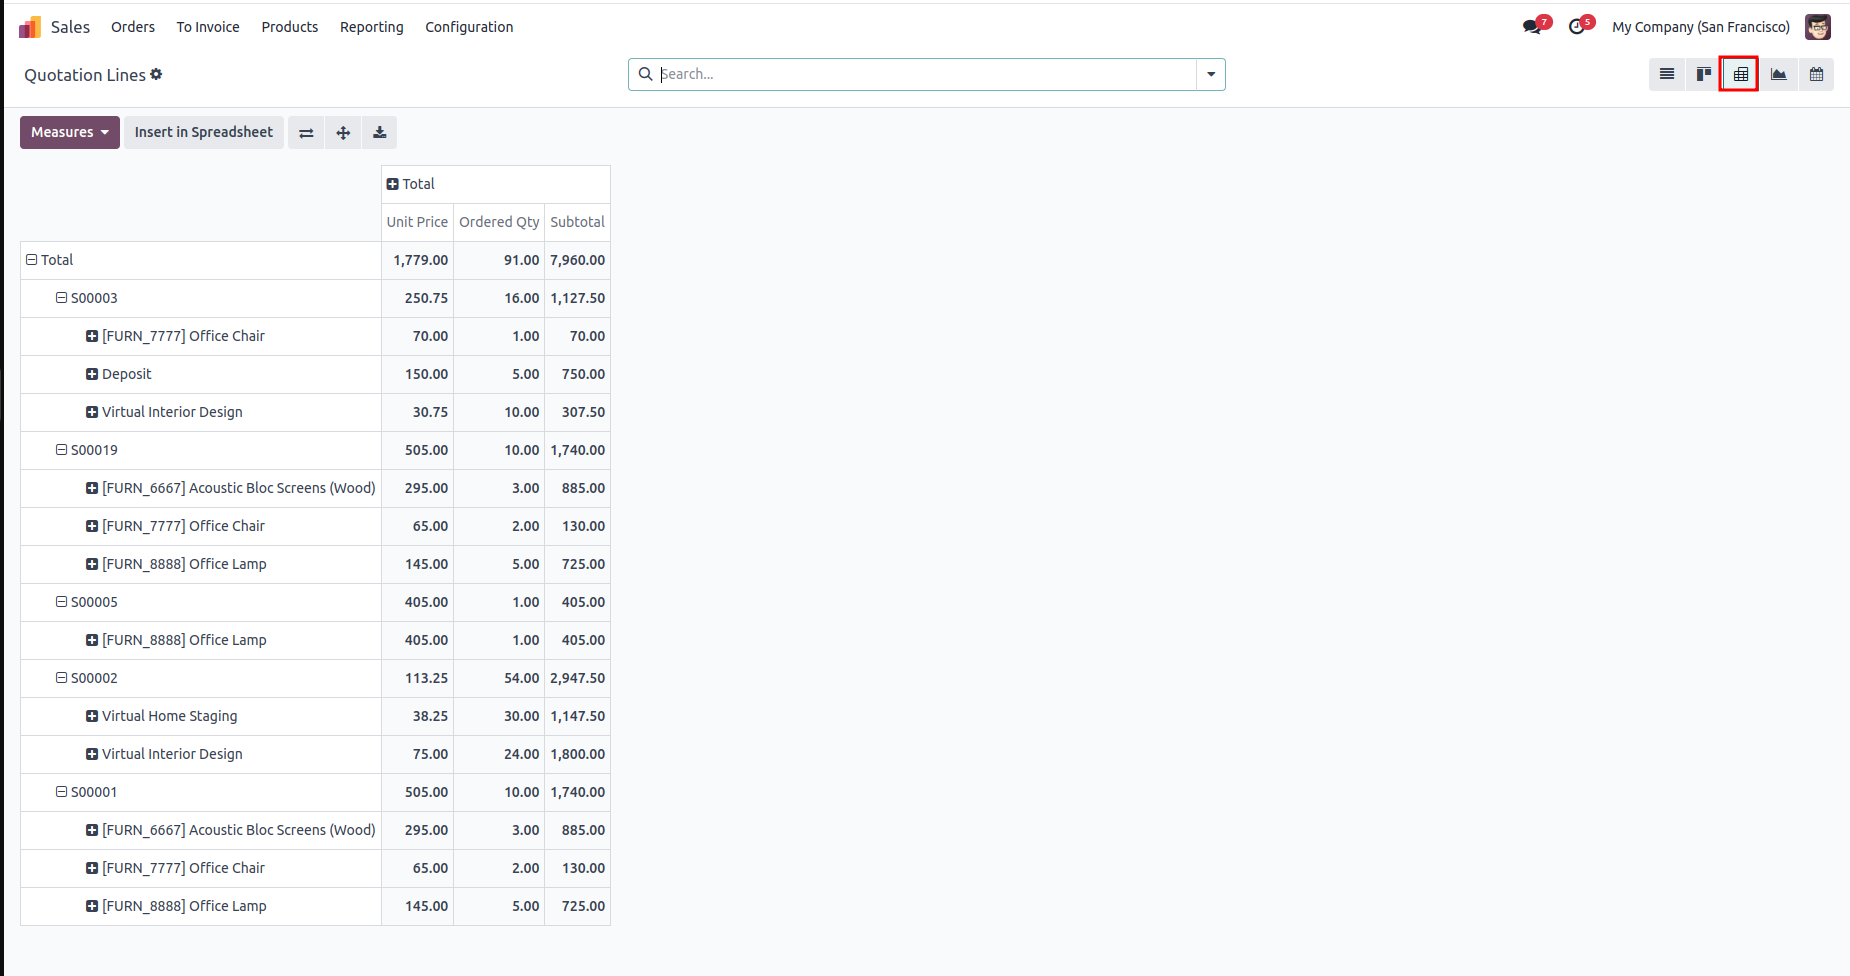 Sales Orders To Invoice Products Reporting Configuration 7 5 My Company (San Francisco)
Quotation Lines Search...
Measures Insert in Spreadsheet
Total
Unit Price Ordered Qty Subtotal
Total 1,779.00 91.00 7,960.00
S00003 250.75 16.00 1,127.50
[FURN_7777] Office Chair 70.00 1.00 70.00
Deposit 150.00 5.00 750.00
Virtual Interior Design 30.75 10.00 307.50
S00019 505.00 10.00 1,740.00
[FURN_6667] Acoustic Bloc Screens (Wood) 295.00 3.00 885.00
[FURN_7777] Office Chair 65.00 2.00 130.00
[FURN_8888] Office Lamp 145.00 5.00 725.00
S00005 405.00 1.00 405.00
[FURN_8888] Office Lamp 405.00 1.00 405.00
S00002 113.25 54.00 2,947.50
Virtual Home Staging 38.25 30.00 1,147.50
Virtual Interior Design 75.00 24.00 1,800.00
S00001 505.00 10.00 1,740.00
[FURN_6667] Acoustic Bloc Screens (Wood) 295.00 3.00 885.00
[FURN_7777] Office Chair 65.00 2.00 130.00
[FURN_8888] Office Lamp 145.00 5.00 725.00